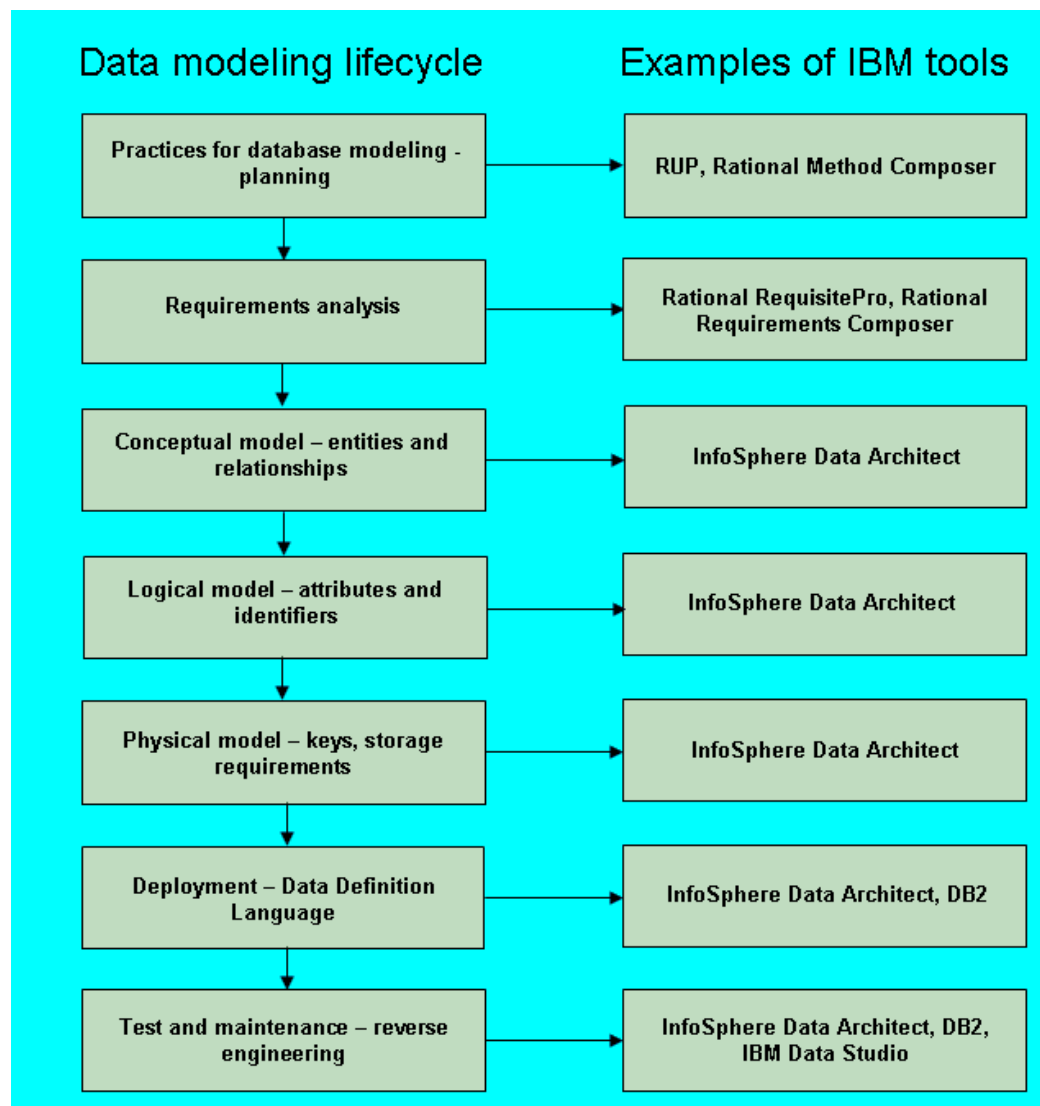 Data modeling lifecycle
Examples of IBM tools
Practices for database modeling -
planning
RUP, Rational Method Composer
Requirements analysis
Rational RequisitePro, Rational
Requirements Composer
Conceptual model – entities and
relationships
InfoSphere Data Architect
Logical model – attributes and
identifiers
InfoSphere Data Architect
Physical model – keys, storage
requirements
InfoSphere Data Architect
Deployment – Data Definition
Language
InfoSphere Data Architect, DB2
Test and maintenance – reverse
engineering
InfoSphere Data Architect, DB2,
IBM Data Studio